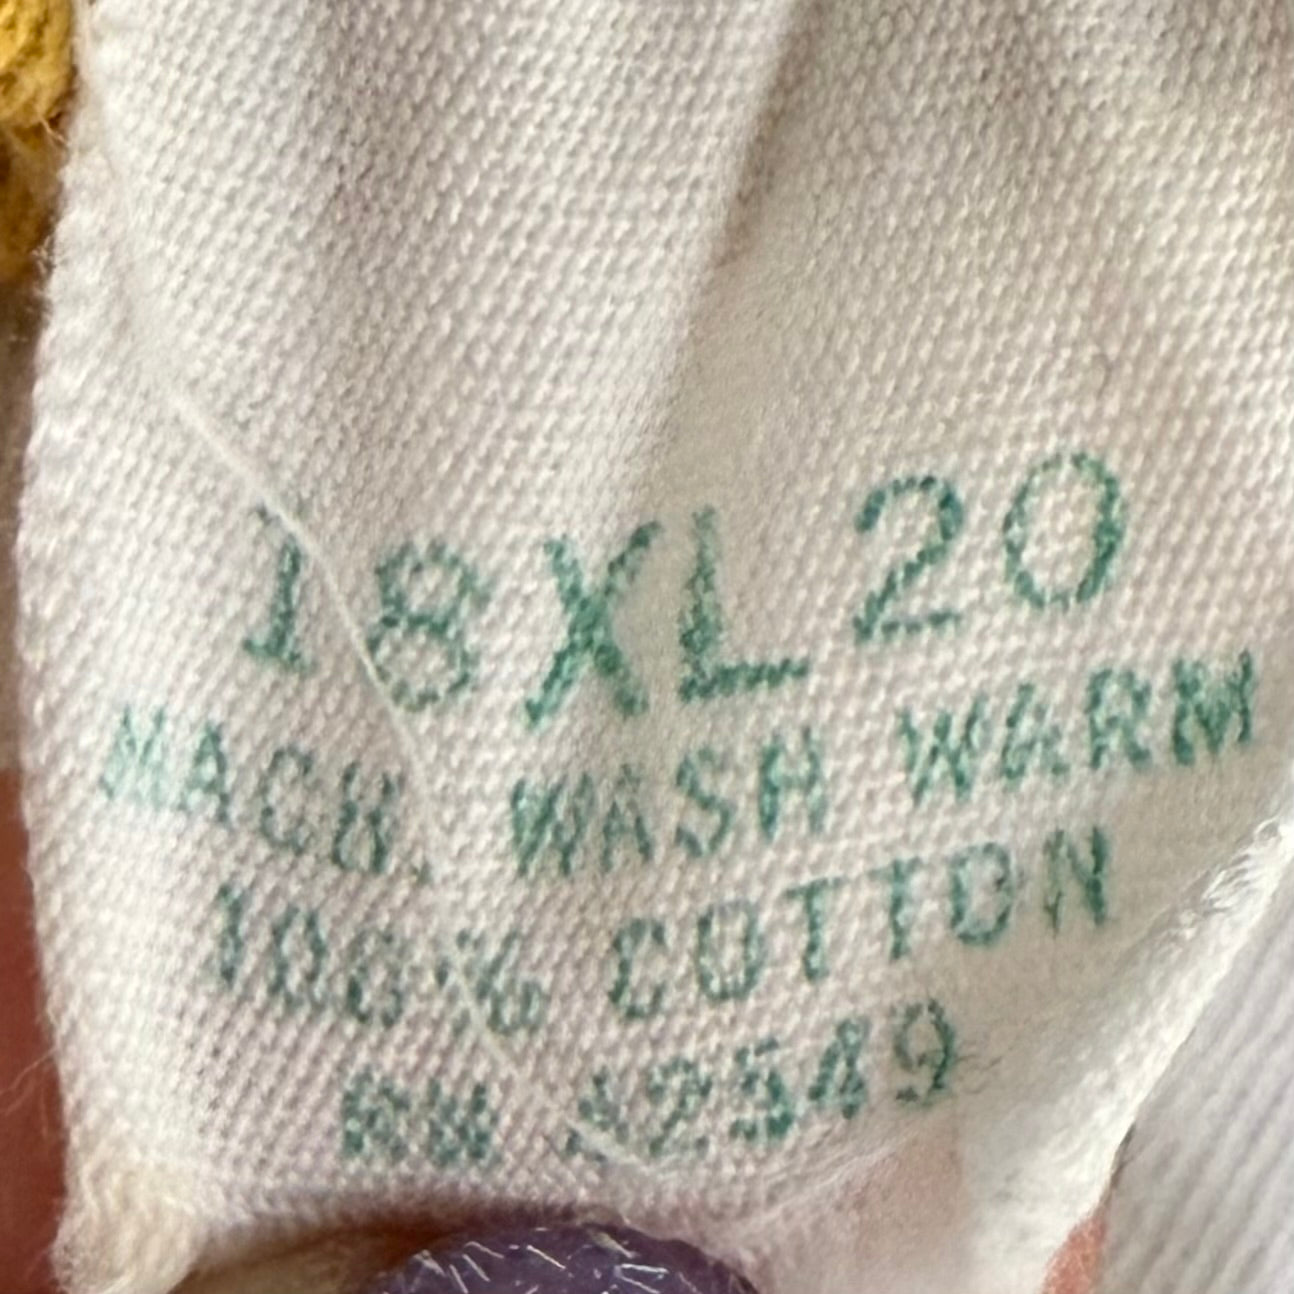 18 XL 20
MACH. WASH WARM
100% COTTON
RN